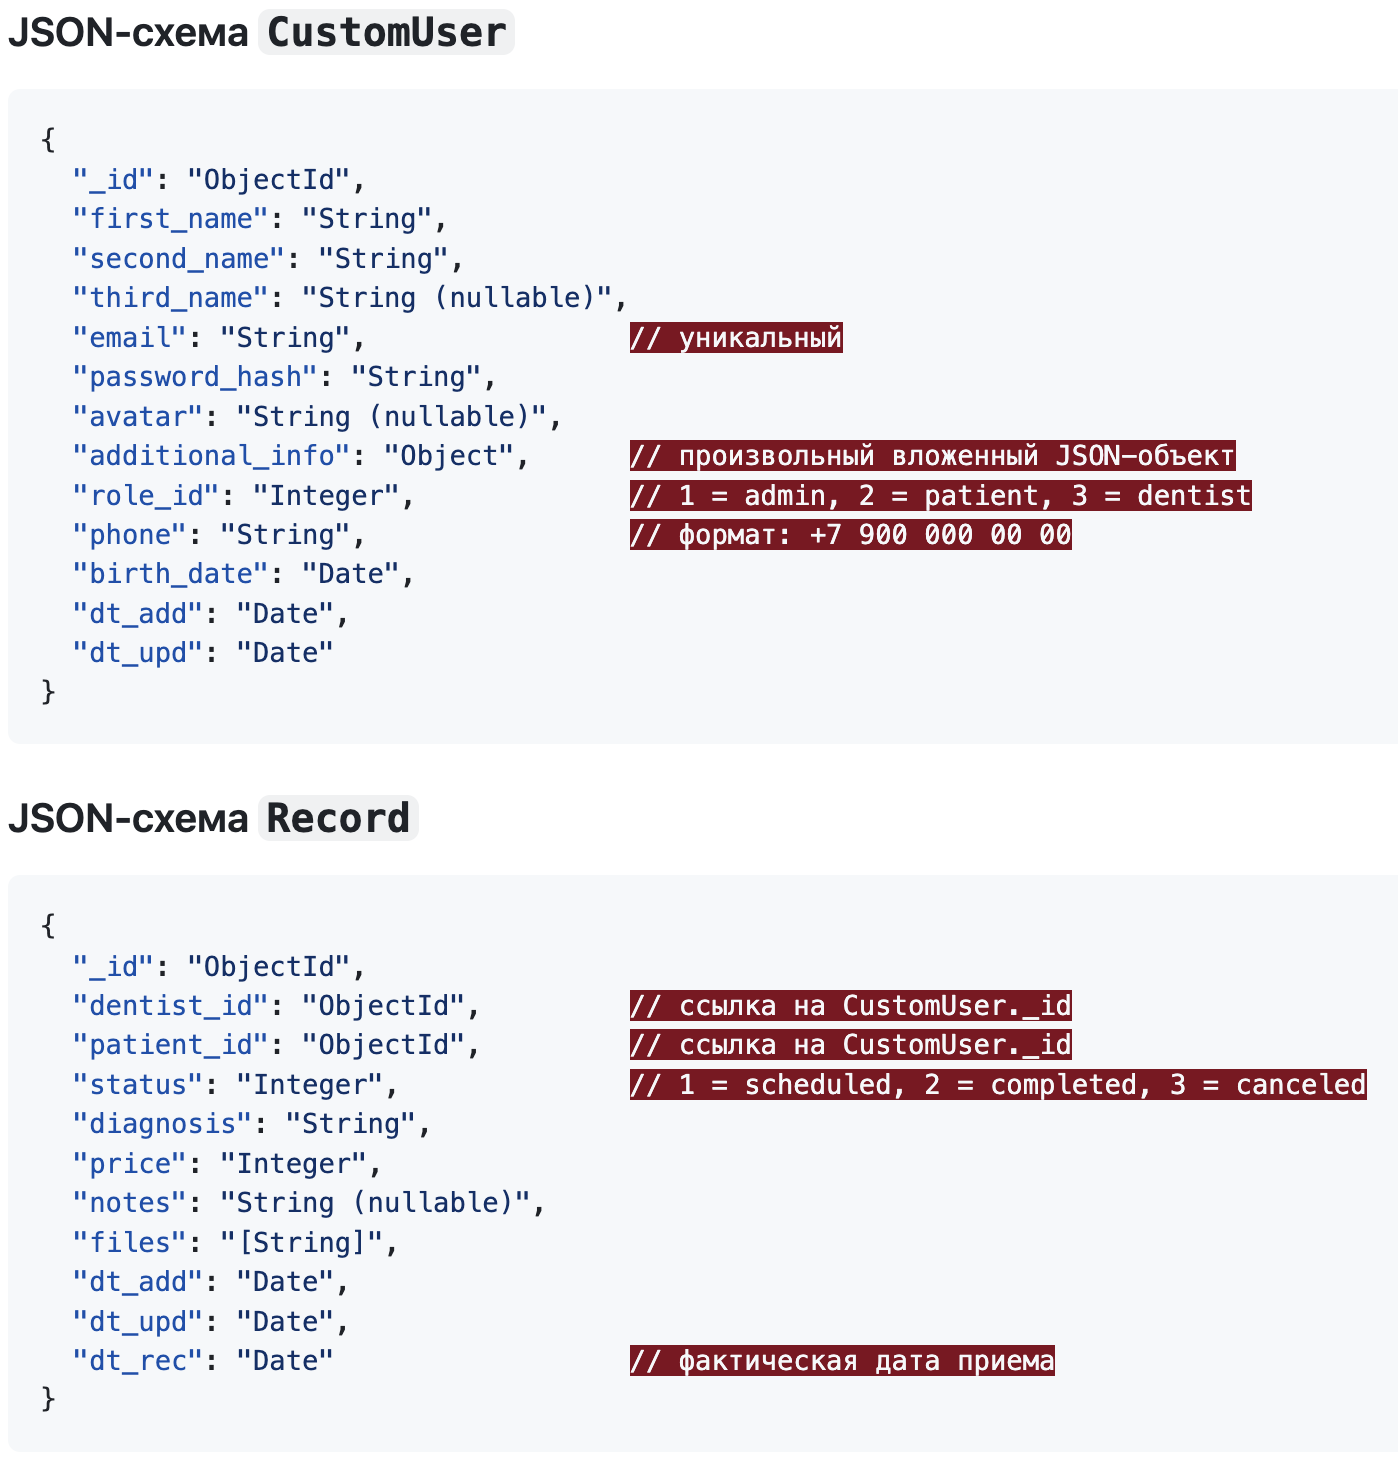 JSON-схема CustomUser
{
"_id": "ObjectId",
"first_name": "String",
"second_name": "String",
"third_name": "String (nullable)",
"email": "String", // уникальный
"password_hash": "String",
"avatar": "String (nullable)",
"additional_info": "Object", // произвольный вложенный JSON-объект
"role_id": "Integer", // 1 = admin, 2 = patient, 3 = dentist
"phone": "String", // формат: +7 900 000 00 00
"birth_date": "Date",
"dt_add": "Date",
"dt_upd": "Date"
}
JSON-схема Record
{
"_id": "ObjectId",
"dentist_id": "ObjectId", // ссылка на CustomUser._id
"patient_id": "ObjectId", // ссылка на CustomUser._id
"status": "Integer", // 1 = scheduled, 2 = completed, 3 = canceled
"diagnosis": "String",
"price": "Integer",
"notes": "String (nullable)",
"files": "[String]",
"dt_add": "Date",
"dt_upd": "Date",
"dt_rec": "Date" // фактическая дата приема
}